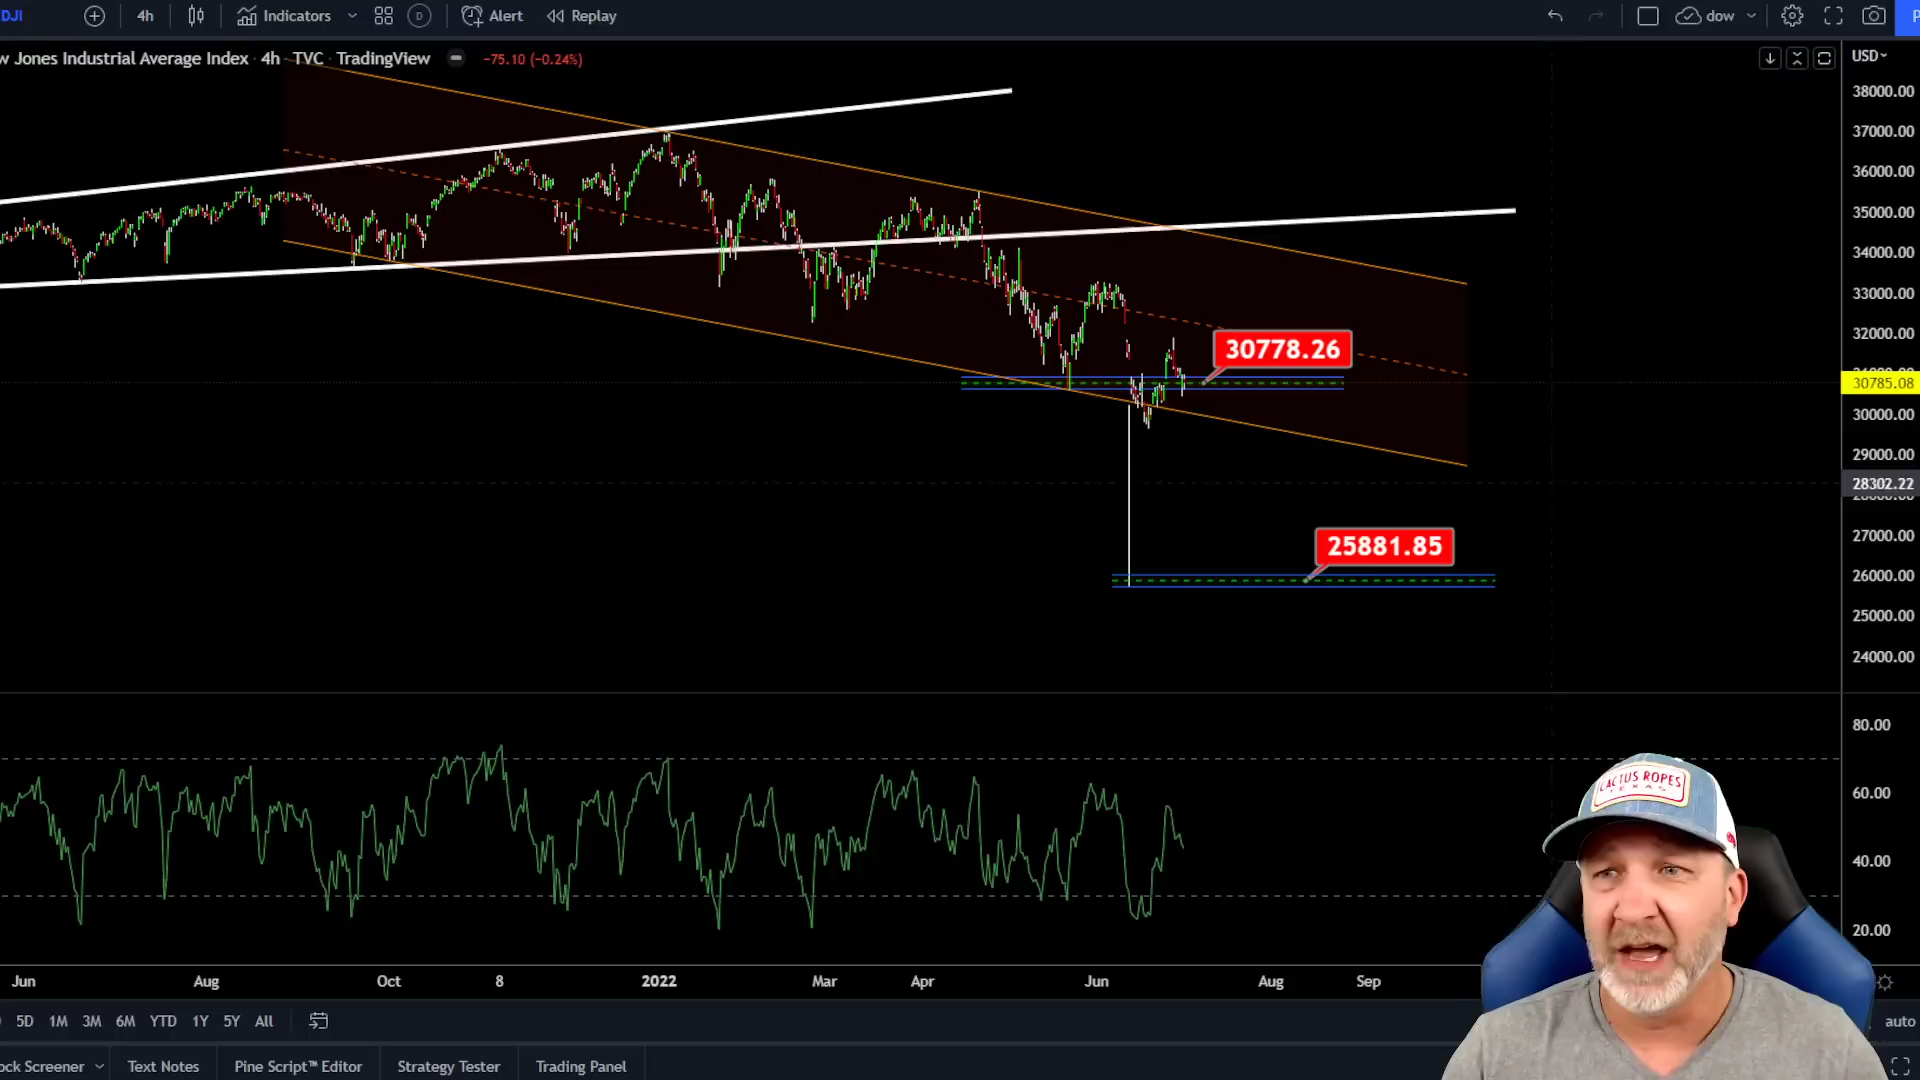 DJI
4h
Indicators
D
Alert
Replay
dow
P
w Jones Industrial Average Index · 4h · TVC · TradingView
−75.10 (−0.24%)
USD
38000.00
37000.00
36000.00
35000.00
34000.00
33000.00
32000.00
30778.26
30785.08
30000.00
29000.00
28302.22
27000.00
25881.85
26000.00
25000.00
24000.00
80.00
60.00
40.00
20.00
CACTUS ROPES
TEXAS
Jun
Aug
Oct
8
2022
Mar
Apr
Jun
Aug
Sep
5D
1M
3M
6M
YTD
1Y
5Y
All
auto
ock Screener
Text Notes
Pine Script™ Editor
Strategy Tester
Trading Panel